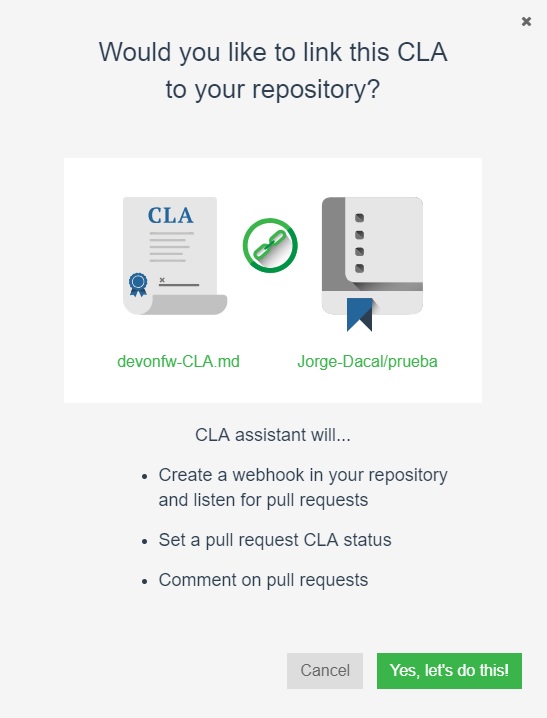 Would you like to link this CLA
to your repository?
CLA
devonfw-CLA.md
Jorge-Dacal/prueba
CLA assistant will...
Create a webhook in your repository
and listen for pull requests
Set a pull request CLA status
Comment on pull requests
Cancel
Yes, let's do this!